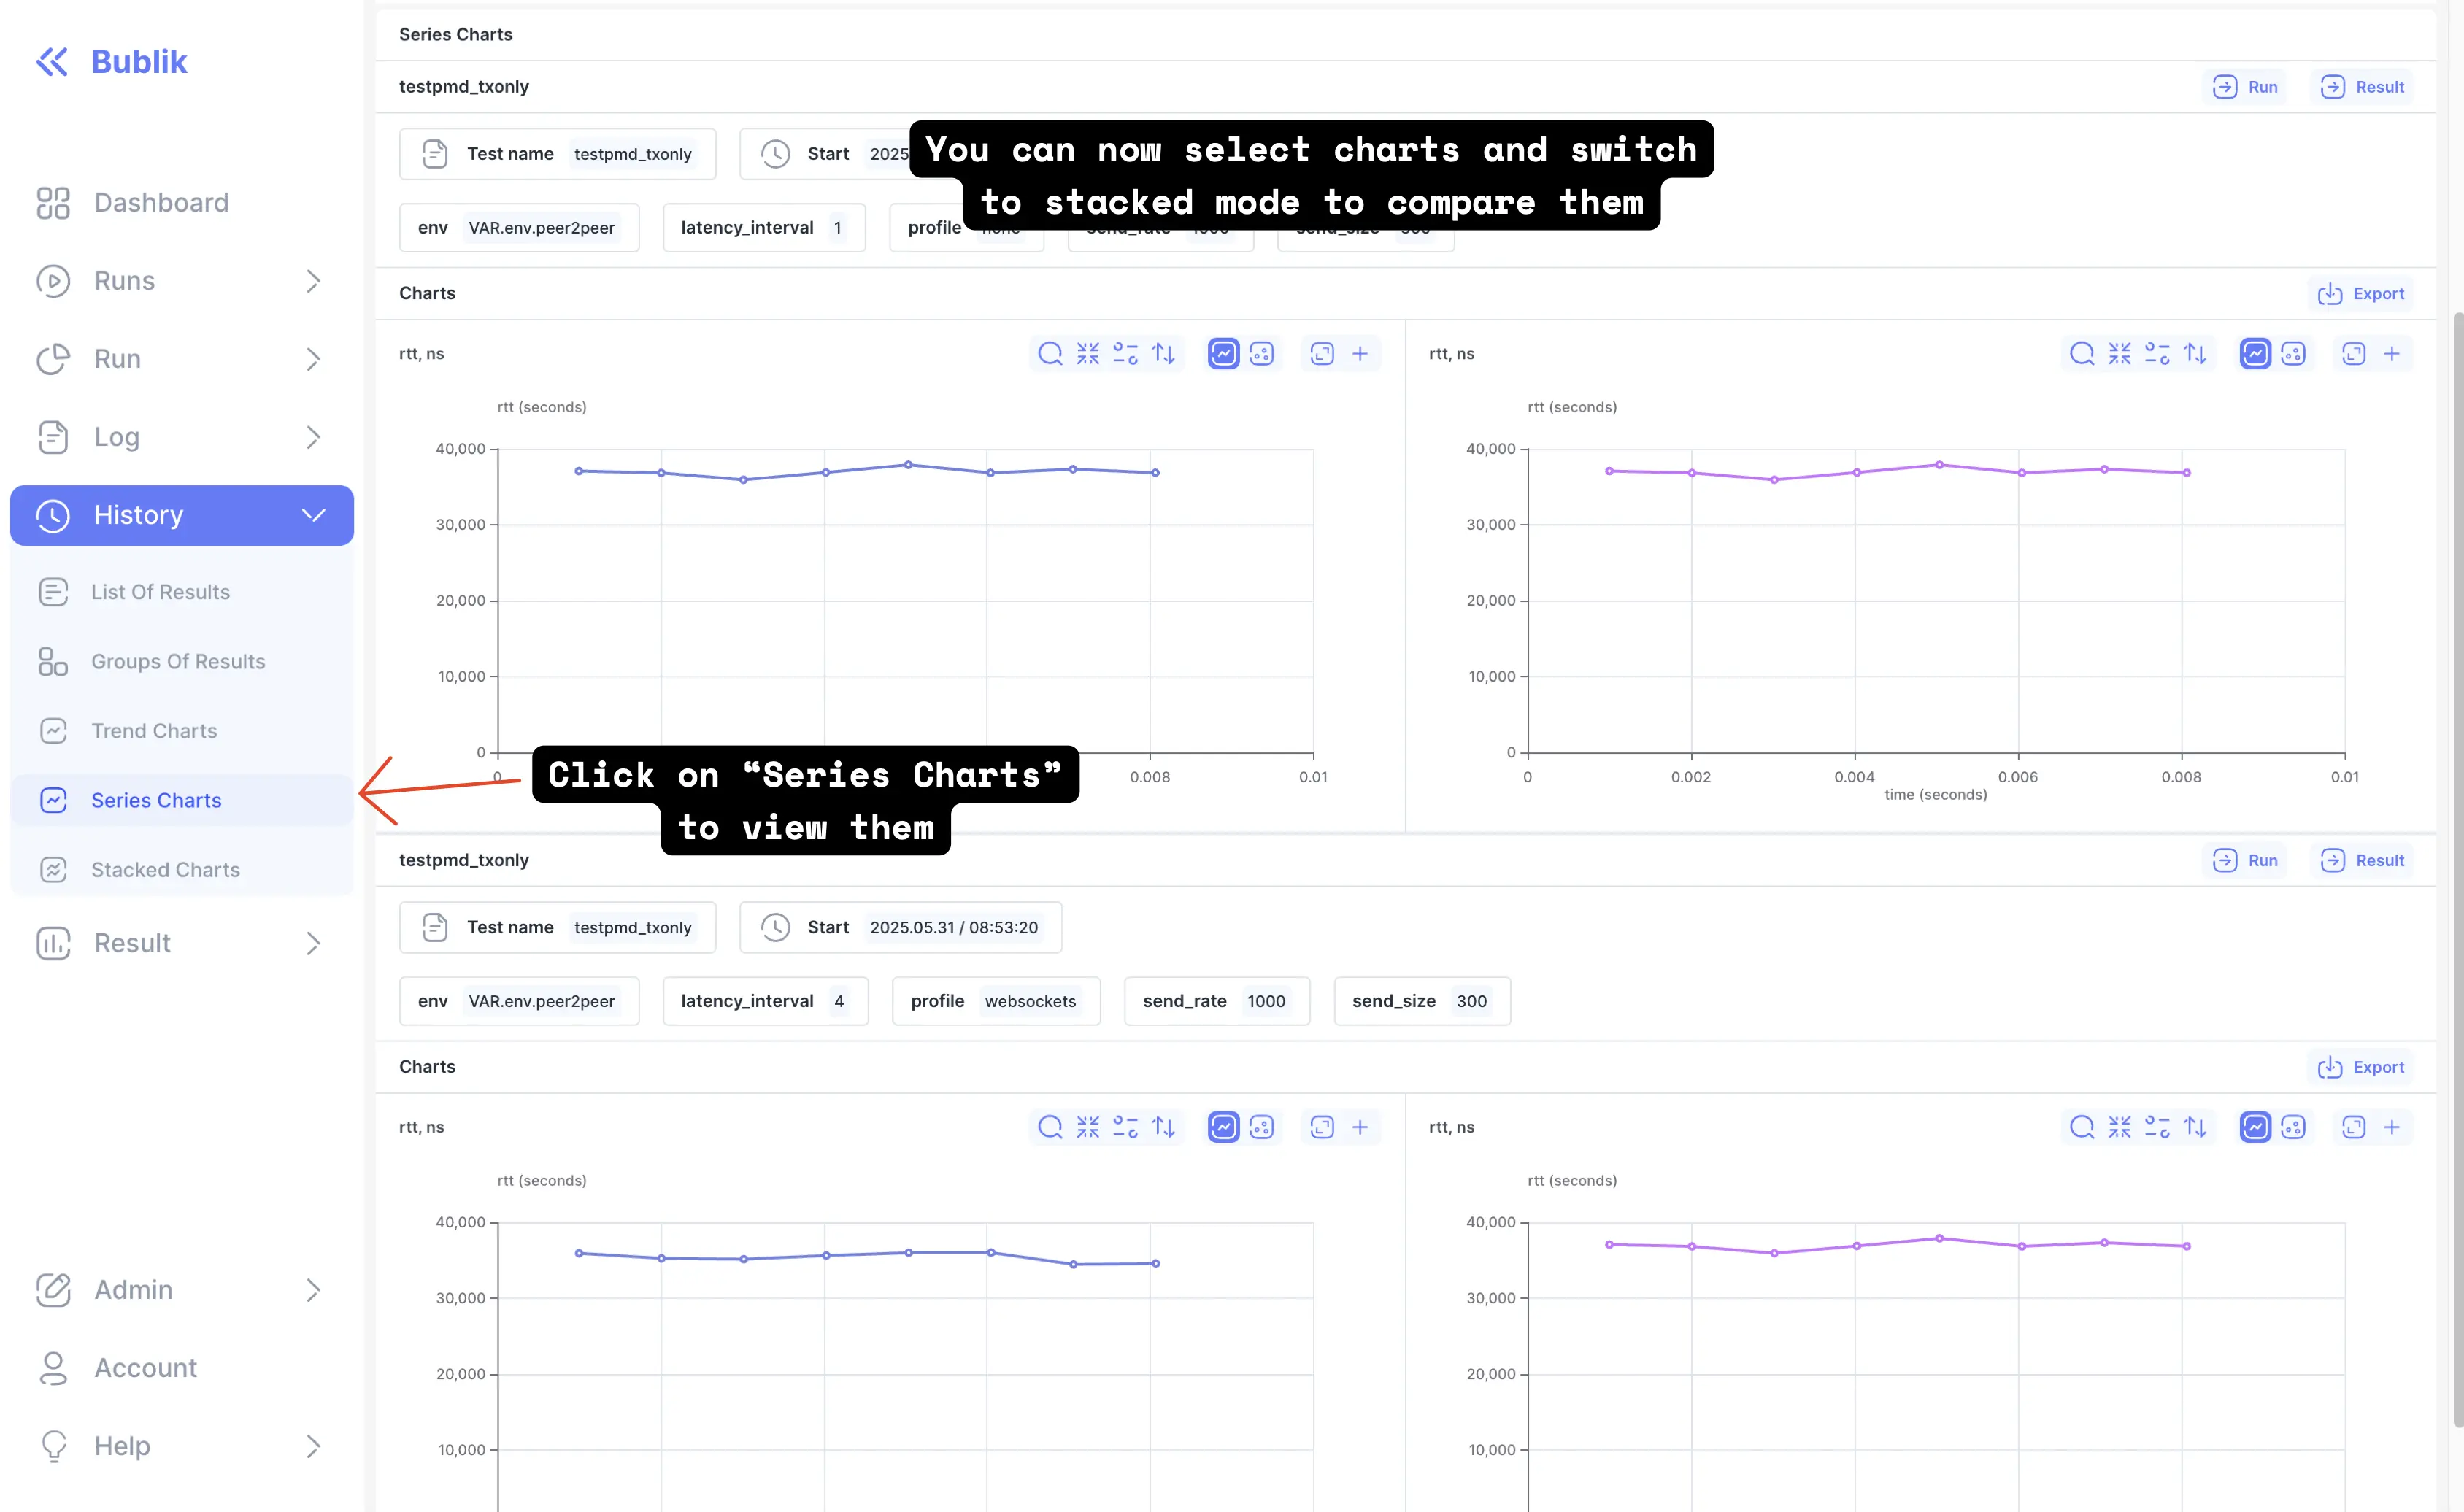 Bublik
Dashboard
Runs
Run
Log
History
List Of Results
Groups Of Results
Trend Charts
Series Charts
Stacked Charts
Result
Admin
Account
Help
Series Charts
testpmd_txonly
Run
Result
Test name testpmd_txonly
Start 2025
You can now select charts and switch
to stacked mode to compare them
env VAR.env.peer2peer
latency_interval 1
profile
Charts
Export
rtt, ns
rtt (seconds)
40,000
30,000
20,000
10,000
0
0
0.008
0.01
rtt, ns
rtt (seconds)
40,000
30,000
20,000
10,000
0
0 0.002 0.004 0.006 0.008 0.01
time (seconds)
Click on “Series Charts”
to view them
testpmd_txonly
Run
Result
Test name testpmd_txonly
Start 2025.05.31 / 08:53:20
env VAR.env.peer2peer
latency_interval 4
profile websockets
send_rate 1000
send_size 300
Charts
Export
rtt, ns
rtt (seconds)
40,000
30,000
20,000
10,000
rtt, ns
rtt (seconds)
40,000
30,000
20,000
10,000